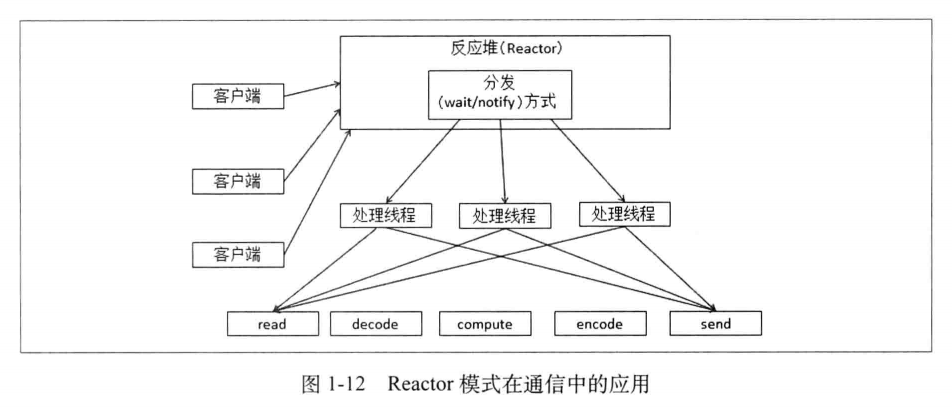 反应堆(Reactor)
分发
(wait/notify)方式
客户端
客户端
客户端
处理线程
处理线程
处理线程
read
decode
compute
encode
send
图 1-12 Reactor 模式在通信中的应用